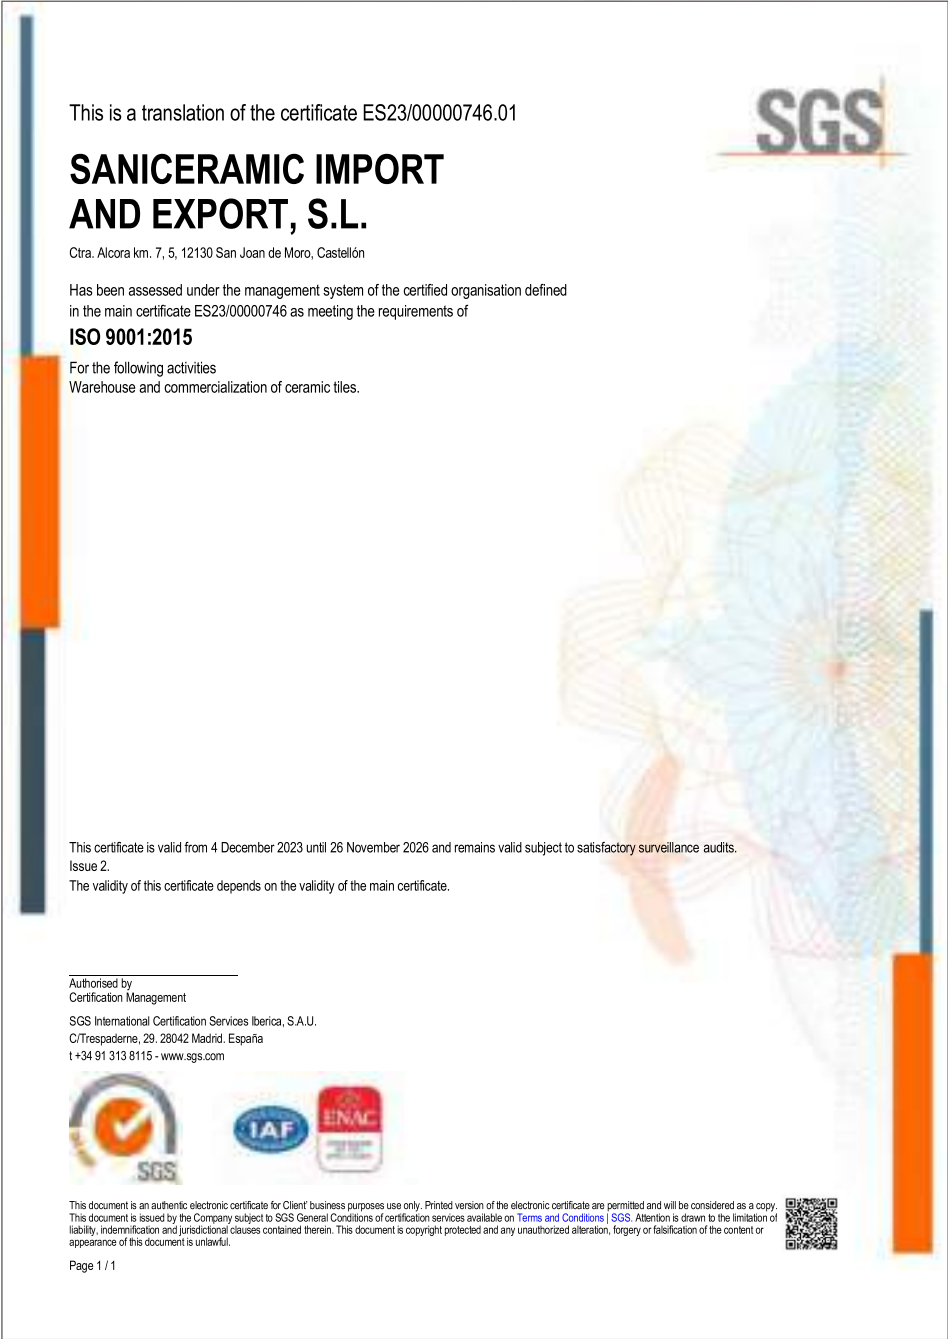 This is a translation of the certificate ES23/00000746.01
SGS
SANICERAMIC IMPORT
AND EXPORT, S.L.
Ctra. Alcora km. 7, 5, 12130 San Joan de Moro, Castellón
Has been assessed under the management system of the certified organisation defined
in the main certificate ES23/00000746 as meeting the requirements of
ISO 9001:2015
For the following activities
Warehouse and commercialization of ceramic tiles.
This certificate is valid from 4 December 2023 until 26 November 2026 and remains valid subject to satisfactory surveillance audits.
Issue 2.
The validity of this certificate depends on the validity of the main certificate.
Authorised by
Certification Management
SGS International Certification Services Iberica, S.A.U.
C/Trespaderne, 29. 28042 Madrid. España
t +34 91 313 8115 - www.sgs.com
SGS
IAF
ENAC
This document is an authentic electronic certificate for Client' business purposes use only. Printed version of the electronic certificate are permitted and will be considered as a copy.
This document is issued by the Company subject to SGS General Conditions of certification services available on Terms and Conditions | SGS. Attention is drawn to the limitation of
liability, indemnification and jurisdictional clauses contained therein. This document is copyright protected and any unauthorized alteration, forgery or falsification of the content or
appearance of this document is unlawful.
Page 1 / 1